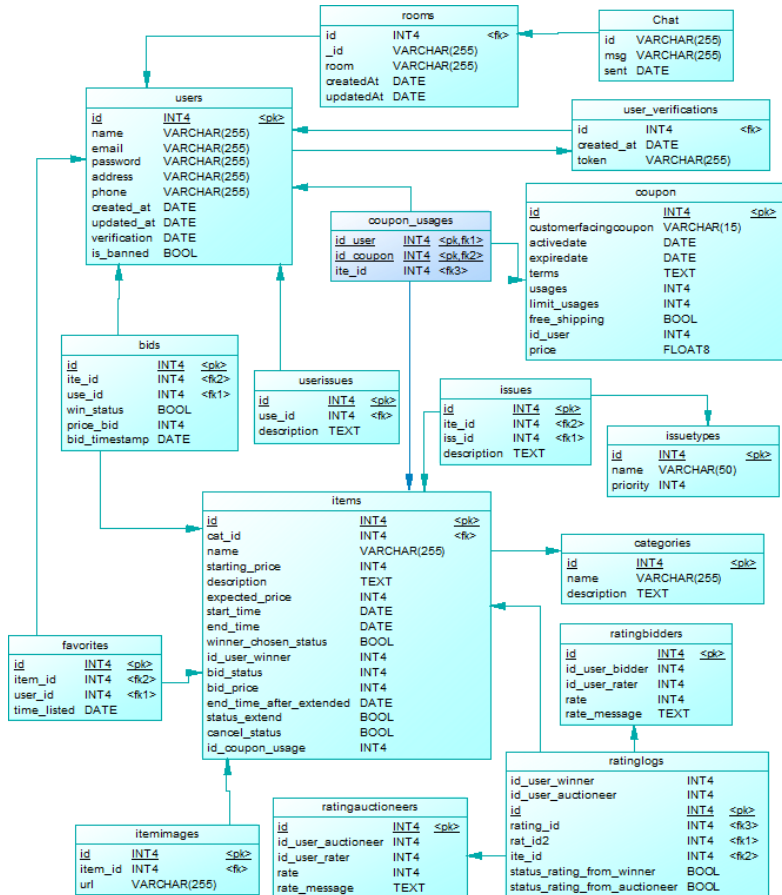 rooms
id INT4 <fk>
_id VARCHAR(255)
room VARCHAR(255)
createdAt DATE
updatedAt DATE
Chat
id VARCHAR(255)
msg VARCHAR(255)
sent DATE
users
id INT4 <pk>
name VARCHAR(255)
email VARCHAR(255)
password VARCHAR(255)
address VARCHAR(255)
phone VARCHAR(255)
created_at DATE
updated_at DATE
verification DATE
is_banned BOOL
user_verifications
id INT4 <fk>
created_at DATE
token VARCHAR(255)
coupon_usages
id_user INT4 <pk,fk1>
id_coupon INT4 <pk,fk2>
ite_id INT4 <fk3>
coupon
id INT4 <pk>
customerfacingcoupon VARCHAR(15)
activedate DATE
expiredate DATE
terms TEXT
usages INT4
limit_usages INT4
free_shipping BOOL
id_user INT4
price FLOAT8
bids
id INT4 <pk>
ite_id INT4 <fk2>
use_id INT4 <fk1>
win_status BOOL
price_bid INT4
bid_timestamp DATE
userissues
id INT4 <pk>
use_id INT4 <fk>
description TEXT
issues
id INT4 <pk>
ite_id INT4 <fk2>
iss_id INT4 <fk1>
description TEXT
issuetypes
id INT4 <pk>
name VARCHAR(50)
priority INT4
items
id INT4 <pk>
cat_id INT4 <fk>
name VARCHAR(255)
starting_price INT4
description TEXT
expected_price INT4
start_time DATE
end_time DATE
winner_chosen_status BOOL
id_user_winner INT4
bid_status INT4
bid_price INT4
end_time_after_extended DATE
status_extend BOOL
cancel_status BOOL
id_coupon_usage INT4
categories
id INT4 <pk>
name VARCHAR(255)
description TEXT
favorites
id INT4 <pk>
item_id INT4 <fk2>
user_id INT4 <fk1>
time_listed DATE
ratingbidders
id INT4 <pk>
id_user_bidder INT4
id_user_rater INT4
rate INT4
rate_message TEXT
ratinglogs
id_user_winner INT4
id_user_auctioneer INT4
id INT4 <pk>
rating_id INT4 <fk3>
rat_id2 INT4 <fk1>
ite_id INT4 <fk2>
status_rating_from_winner BOOL
status_rating_from_auctioneer BOOL
ratingauctioneers
id INT4 <pk>
id_user_auctioneer INT4
id_user_rater INT4
rate INT4
rate_message TEXT
itemimages
id INT4 <pk>
item_id INT4 <fk>
url VARCHAR(255)